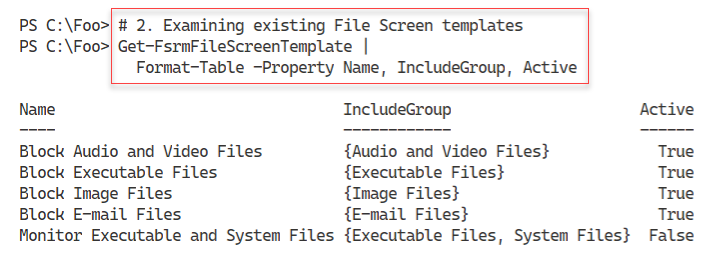 PS C:\Foo> # 2. Examining existing File Screen templates
PS C:\Foo> Get-FsrmFileScreenTemplate |
Format-Table -Property Name, IncludeGroup, Active
Name IncludeGroup Active
---- ------------ ------
Block Audio and Video Files {Audio and Video Files} True
Block Executable Files {Executable Files} True
Block Image Files {Image Files} True
Block E-mail Files {E-mail Files} True
Monitor Executable and System Files {Executable Files, System Files} False